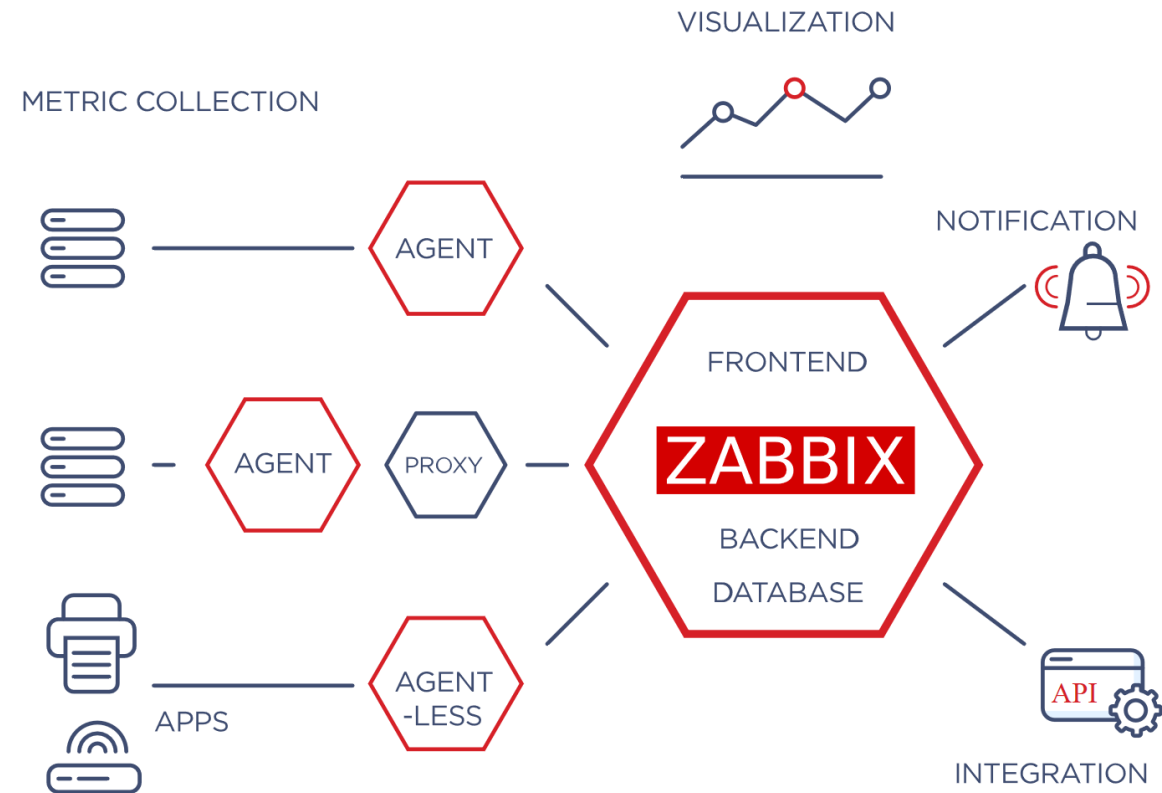 VISUALIZATION
METRIC COLLECTION
NOTIFICATION
AGENT
FRONTEND
AGENT
PROXY
ZABBIX
BACKEND
DATABASE
AGENT
-LESS
APPS
API
INTEGRATION